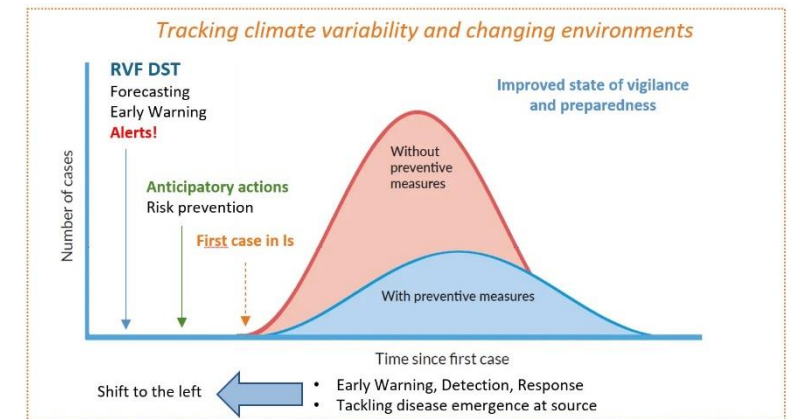 Tracking climate variability and changing environments
RVF DST
Forecasting
Early Warning
Alerts!
Improved state of vigilance
and preparedness
Without
preventive
measures
Anticipatory actions
Risk prevention
First case in ls
Number of cases
With preventive measures
Time since first case
Shift to the left
• Early Warning, Detection, Response
• Tackling disease emergence at source